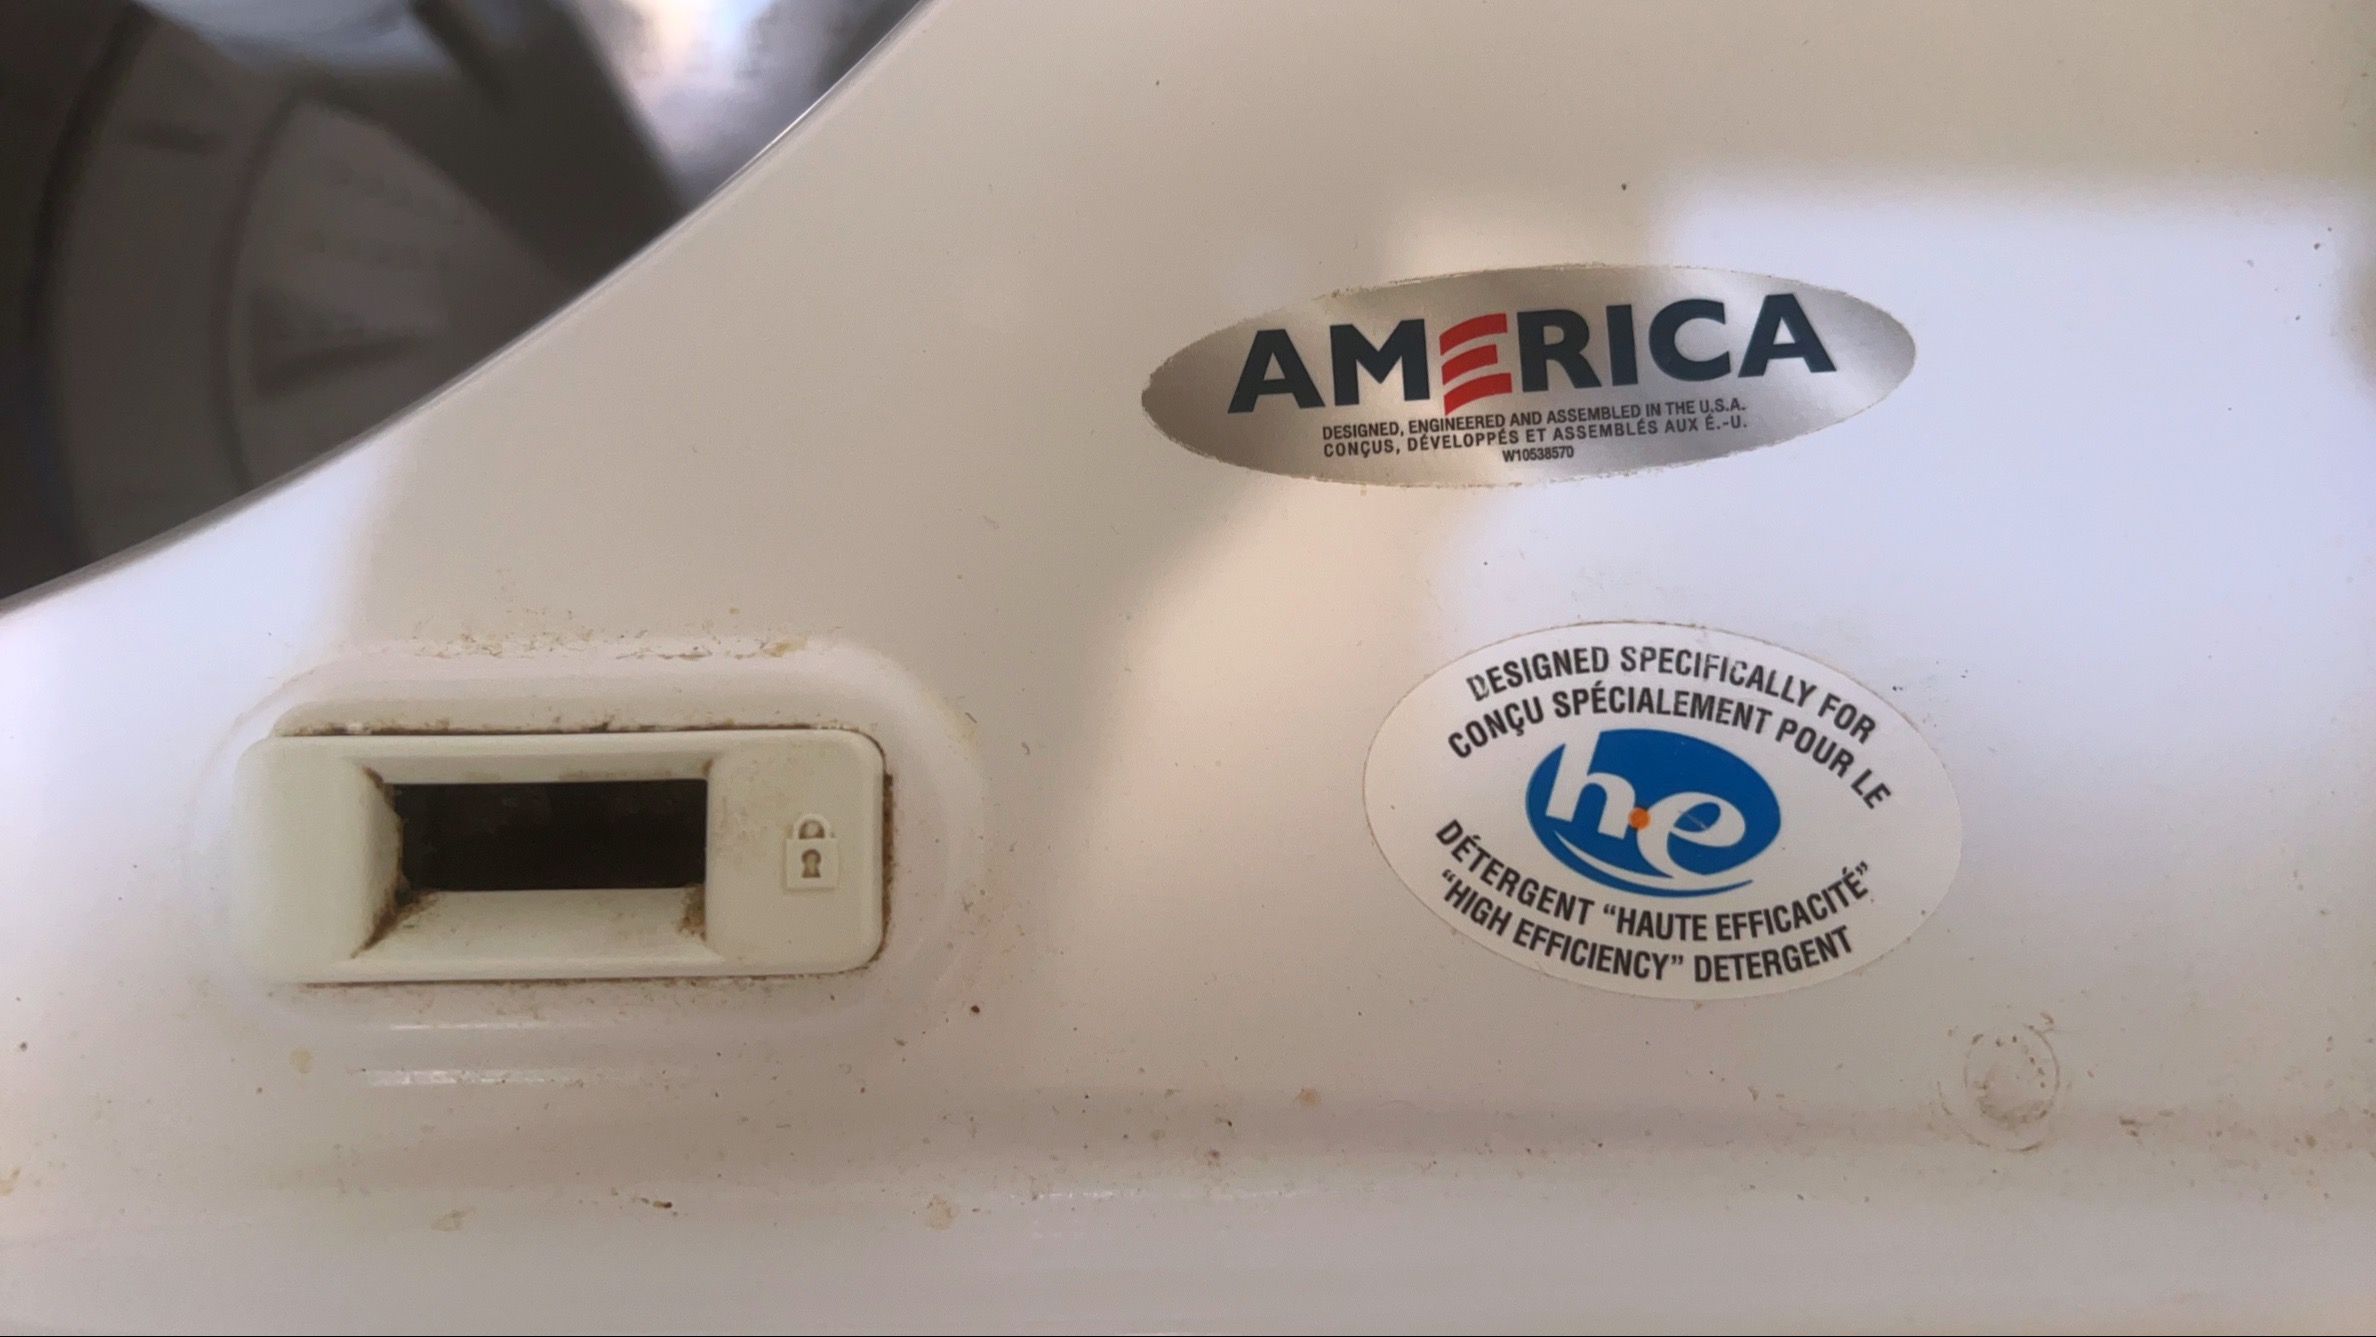 AMERICA
DESIGNED, ENGINEERED AND ASSEMBLED IN THE U.S.A.
CONÇUS, DÉVELOPPÉS ET ASSEMBLÉS AUX É.-U.
W10538570
DESIGNED SPECIFICALLY FOR
CONÇU SPÉCIALEMENT POUR LE
he
DÉTERGENT “HAUTE EFFICACITÉ”
“HIGH EFFICIENCY” DETERGENT